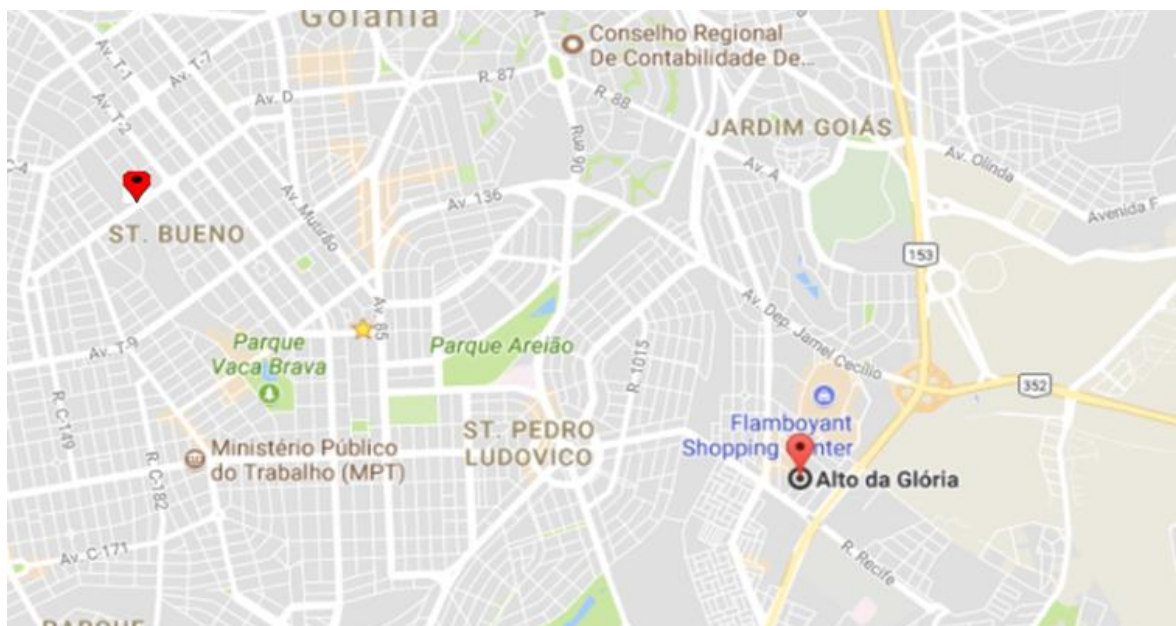 Goiânia
Conselho Regional
De Contabilidade De...
Av. T-1
Av. T-7
R. 87
Av. D
R. 88
Av. T-2
Rua 90
JARDIM GOIÁS
Av. A
Av. Olinda
Avenida F
C-A
Av. Mutirão
Av. 136
ST. BUENO
153
Av. Dep. Jamel Cecílio
Av. 85
Parque
Vaca Brava
Parque Areião
R. 1015
Av. T-9
352
R. C-149
Flamboyant
Shopping Center
ST. PEDRO
LUDOVICO
Ministério Público
do Trabalho (MPT)
R. C-182
Alto da Glória
Av. C-171
R. Recife
PARQUE